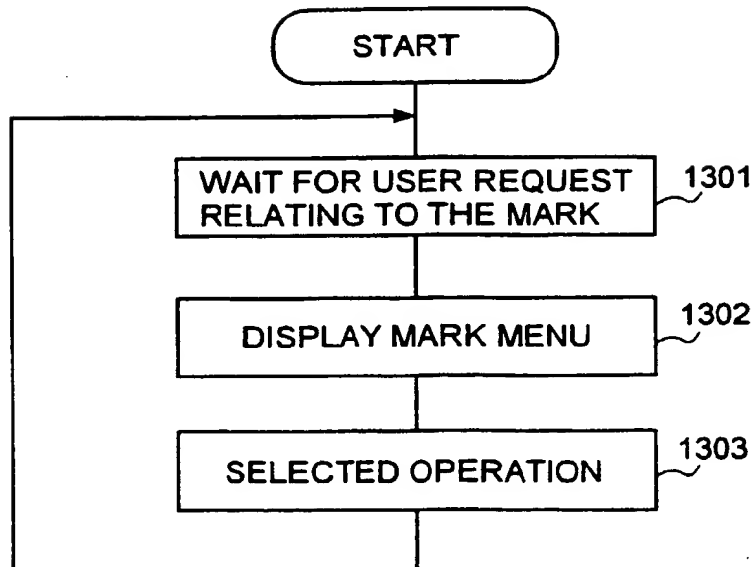 START
WAIT FOR USER REQUEST
RELATING TO THE MARK
1301
DISPLAY MARK MENU
1302
SELECTED OPERATION
1303